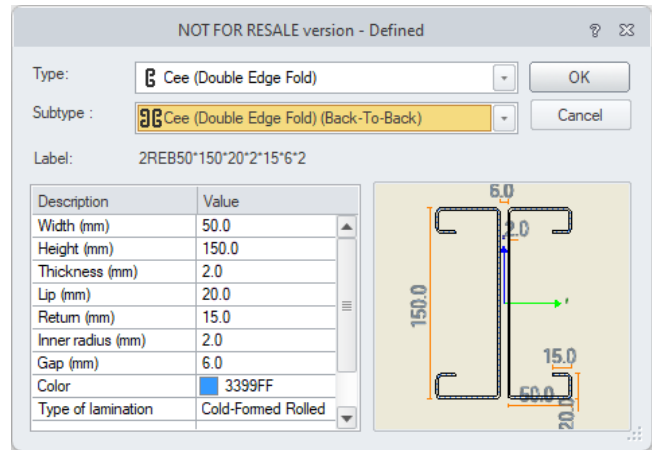 NOT FOR RESALE version - Defined
Type: Cee (Double Edge Fold) OK
Subtype : Cee (Double Edge Fold) (Back-To-Back) Cancel
Label: 2REB50*150*20*2*15*6*2
Description Value
Width (mm) 50.0
Height (mm) 150.0
Thickness (mm) 2.0
Lip (mm) 20.0
Return (mm) 15.0
Inner radius (mm) 2.0
Gap (mm) 6.0
Color 3399FF
Type of lamination Cold-Formed Rolled
6.0
2.0
150.0
15.0
50.0
20.0